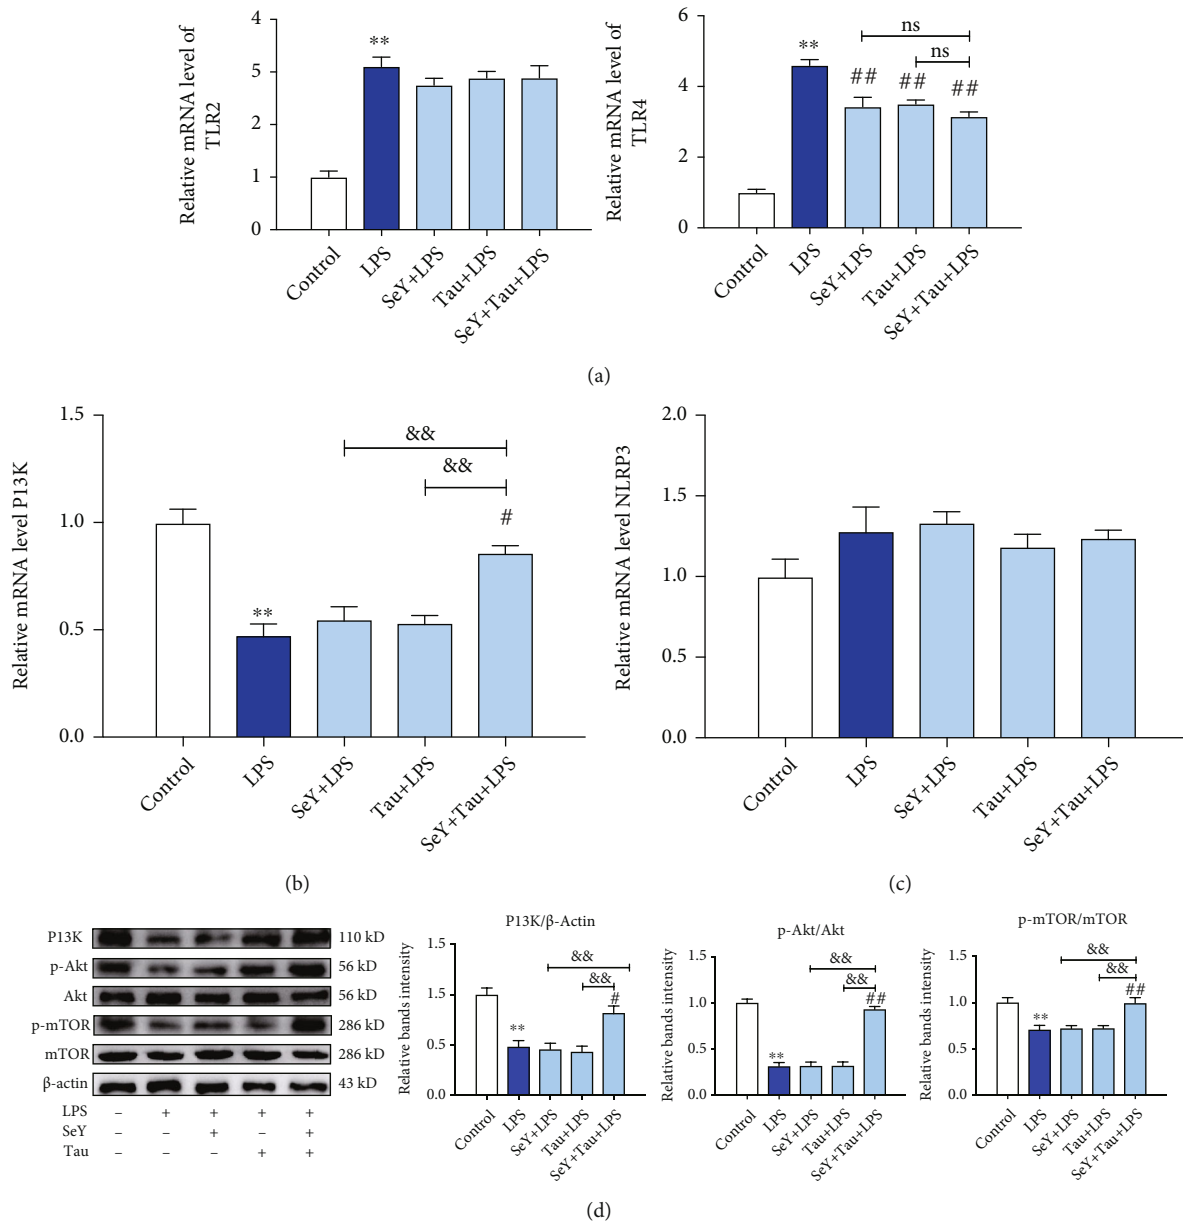 Relative mRNA level of
TLR2
4
5
2
1
0
**
Control
LPS
SeY+LPS
Tau+LPS
SeY+Tau+LPS
Relative mRNA level of
TLR4
6
4
2
0
**
##
##
##
ns
ns
Control
LPS
SeY+LPS
Tau+LPS
SeY+Tau+LPS
(a)
Relative mRNA level P13K
1.5
1.0
0.5
0.0
**
#
&&
&&
Control
LPS
SeY+LPS
Tau+LPS
SeY+Tau+LPS
(b)
Relative mRNA level NLRP3
2.0
1.5
1.0
0.5
0.0
Control
LPS
SeY+LPS
Tau+LPS
SeY+Tau+LPS
(c)
P13K 110 kD
p-Akt 56 kD
Akt 56 kD
p-mTOR 286 kD
mTOR 286 kD
β-actin 43 kD
LPS – + + + +
SeY – – + – +
Tau – – – + +
P13K/β-Actin
Relative bands intensity
1.5
1.5
0.5
0.0
**
#
&&
&&
Control
LPS
SeY+LPS
Tau+LPS
SeY+Tau+LPS
p-Akt/Akt
Relative bands intensity
1.5
1.0
0.5
0.0
**
##
&&
&&
Control
LPS
SeY+LPS
Tau+LPS
SeY+Tau+LPS
p-mTOR/mTOR
Relative bands intensity
1.5
1.0
0.5
0.0
**
##
&&
&&
Control
LPS
SeY+LPS
Tau+LPS
SeY+Tau+LPS
(d)